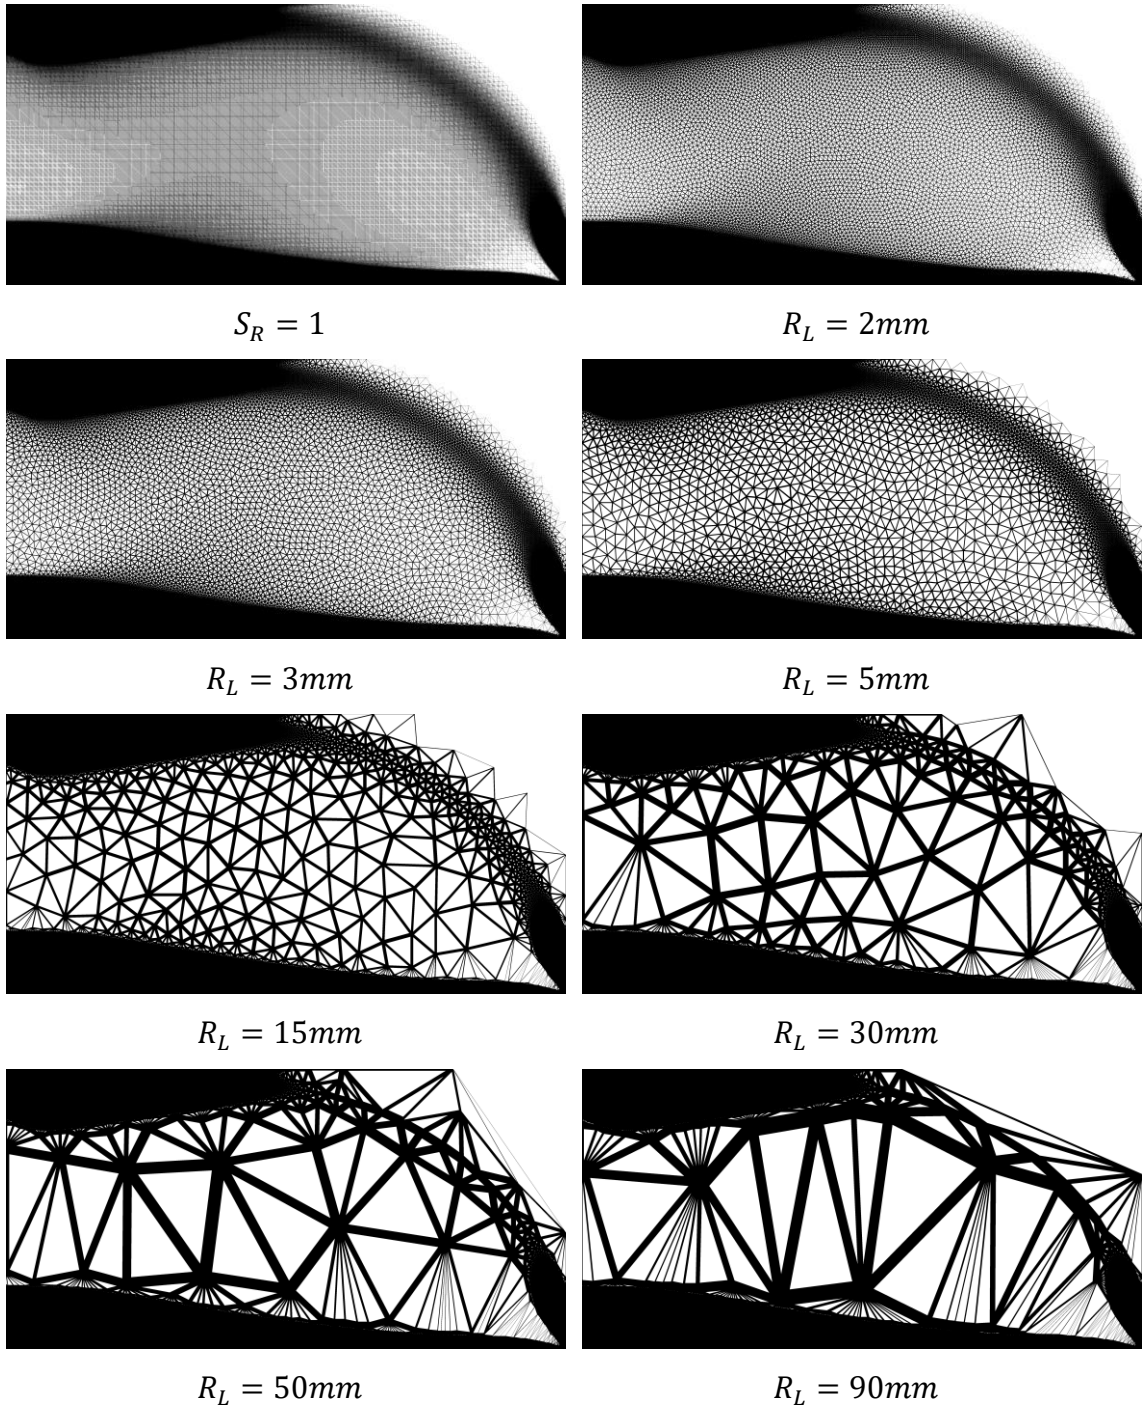 S_R = 1
R_L = 2mm
R_L = 3mm
R_L = 5mm
R_L = 15mm
R_L = 30mm
R_L = 50mm
R_L = 90mm